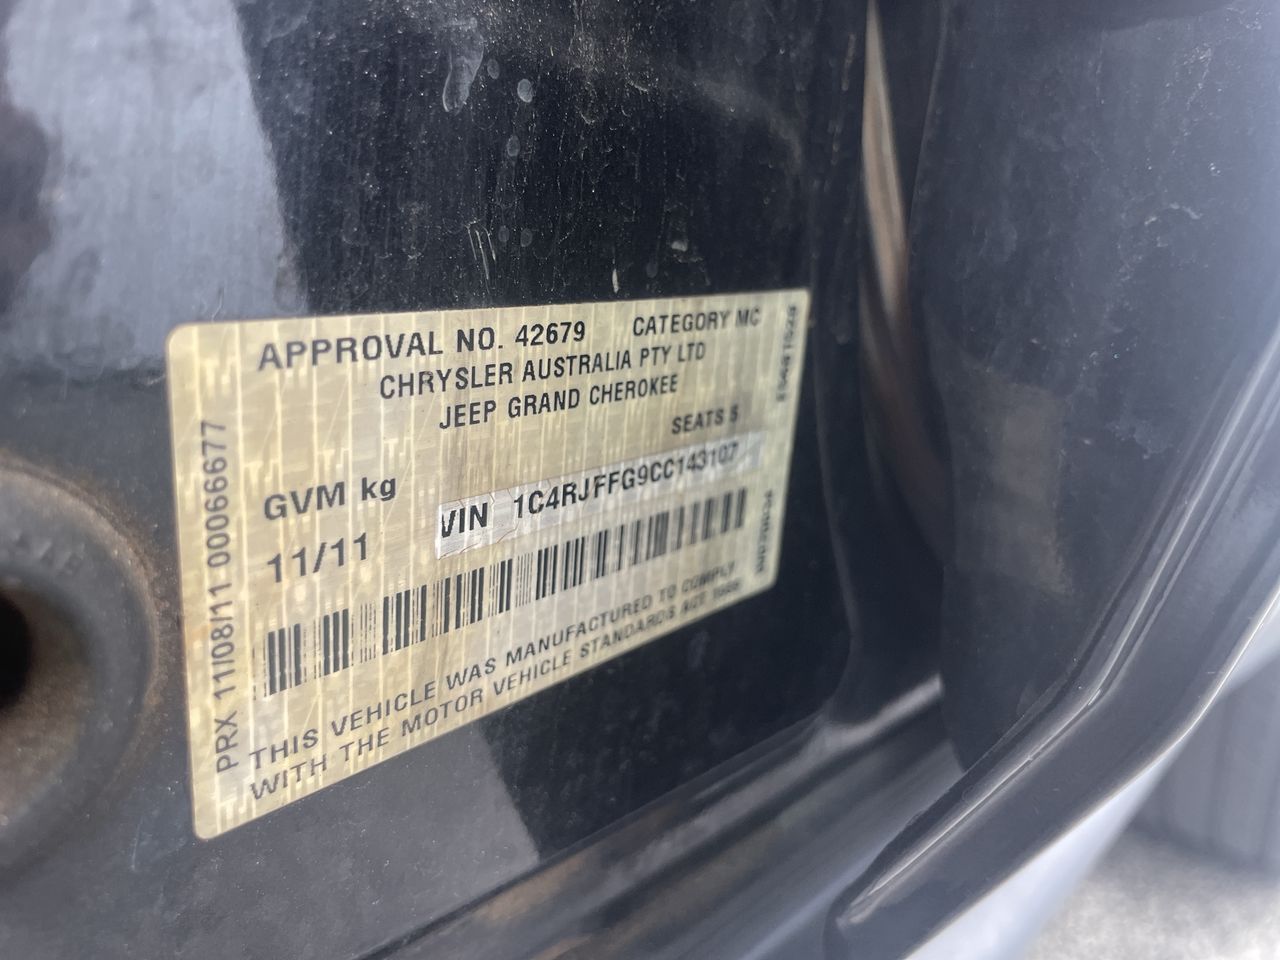 APPROVAL NO. 42679 CATEGORY MC
CHRYSLER AUSTRALIA PTY LTD
JEEP GRAND CHEROKEE
SEATS 5
GVM kg
VIN 1C4RJFFG9CC143107
11/11
THIS VEHICLE WAS MANUFACTURED TO COMPLY
WITH THE MOTOR VEHICLE STANDARDS ACT 1989
PRX 11/08/11 00066677